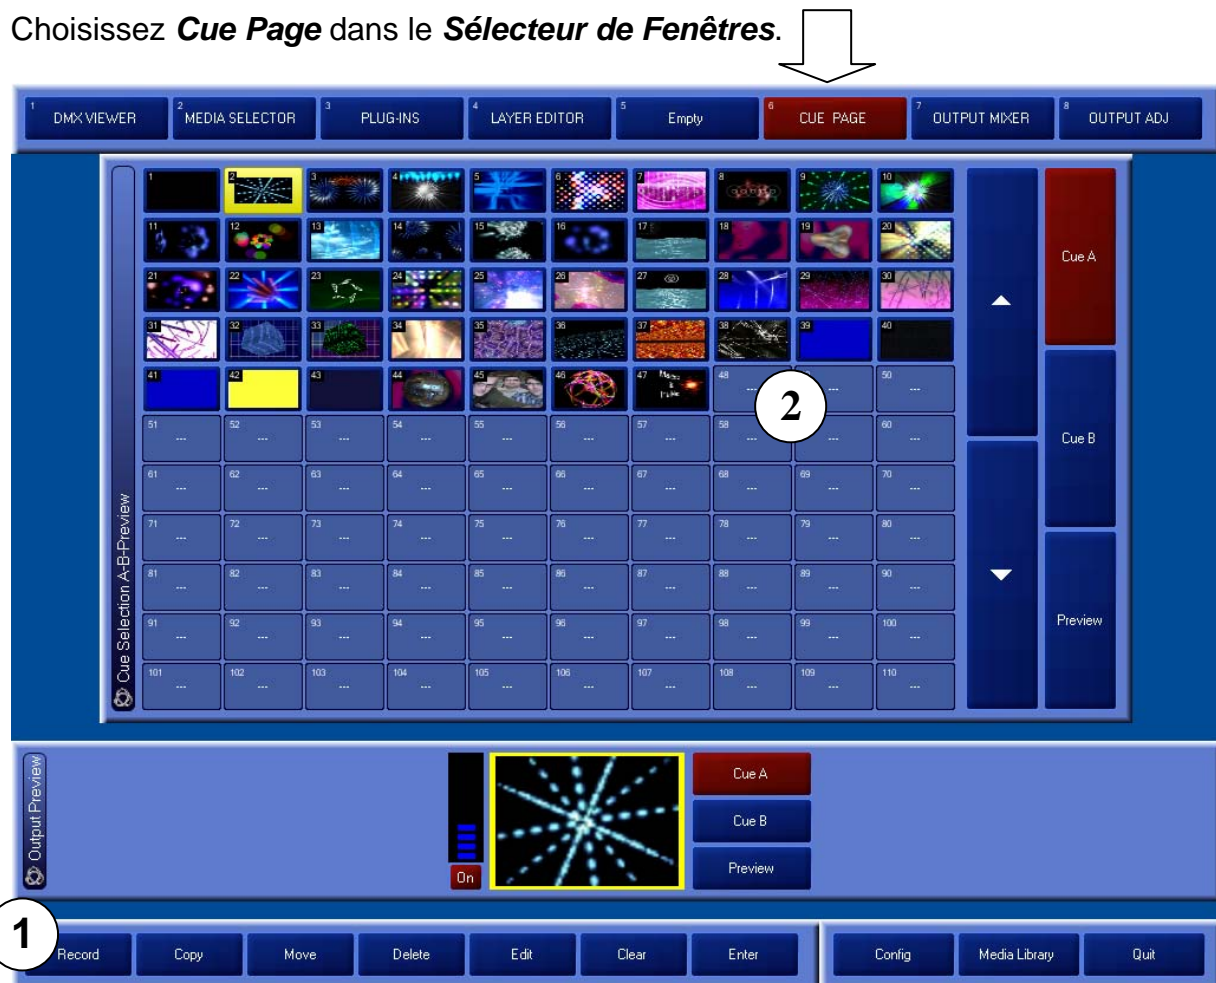 Choisissez Cue Page dans le Sélecteur de Fenêtres.
1 DMX VIEWER 2 MEDIA SELECTOR 3 PLUG-INS 4 LAYER EDITOR 5 Empty 6 CUE PAGE 7 OUTPUT MIXER 8 OUTPUT ADJ
Cue Selection A-B-Preview
1 2 3 4 5 6 7 8 9 10
11 12 13 14 15 16 17 18 19 20
21 22 23 24 25 26 27 28 29 30
31 32 33 34 35 36 37 38 39 40
41 42 43 44 45 46 47 48 --- --- 50 ---
2
51 --- 52 --- 53 --- 54 --- 55 --- 56 --- 57 --- 58 --- --- 60 ---
61 --- 62 --- 63 --- 64 --- 65 --- 66 --- 67 --- 68 --- 69 --- 70 ---
71 --- 72 --- 73 --- 74 --- 75 --- 76 --- 77 --- 78 --- 79 --- 80 ---
81 --- 82 --- 83 --- 84 --- 85 --- 86 --- 87 --- 88 --- 89 --- 90 ---
91 --- 92 --- 93 --- 94 --- 95 --- 96 --- 97 --- 98 --- 99 --- 100 ---
101 --- 102 --- 103 --- 104 --- 105 --- 106 --- 107 --- 108 --- 109 --- 110 ---
Cue A
Cue B
Preview
Output Preview
On
Cue A
Cue B
Preview
1
Record Copy Move Delete Edit Clear Enter Config Media Library Quit